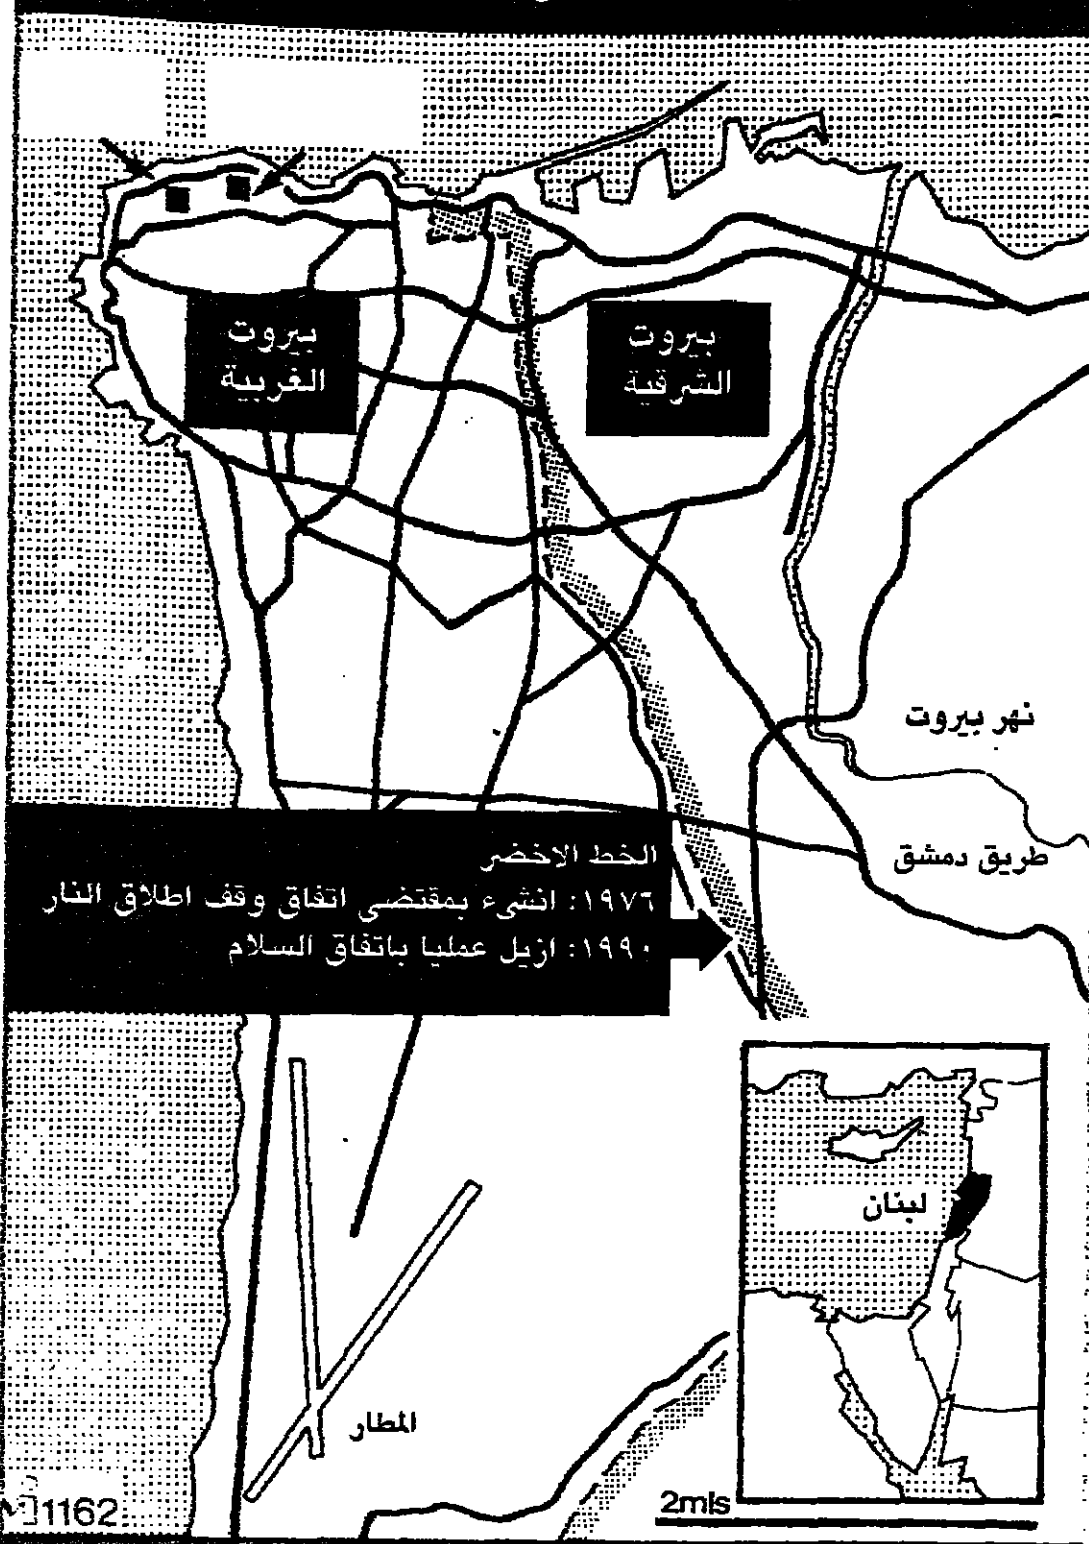 بيروت
الغربية
بيروت
الشرقية
نهر بيروت
طريق دمشق
الخط الاخضر
١٩٧٦: انشىء بمقتضى اتفاق وقف اطلاق النار
١٩٩٠: ازيل عمليا باتفاق السلام
لبنان
المطار
2mls
1162